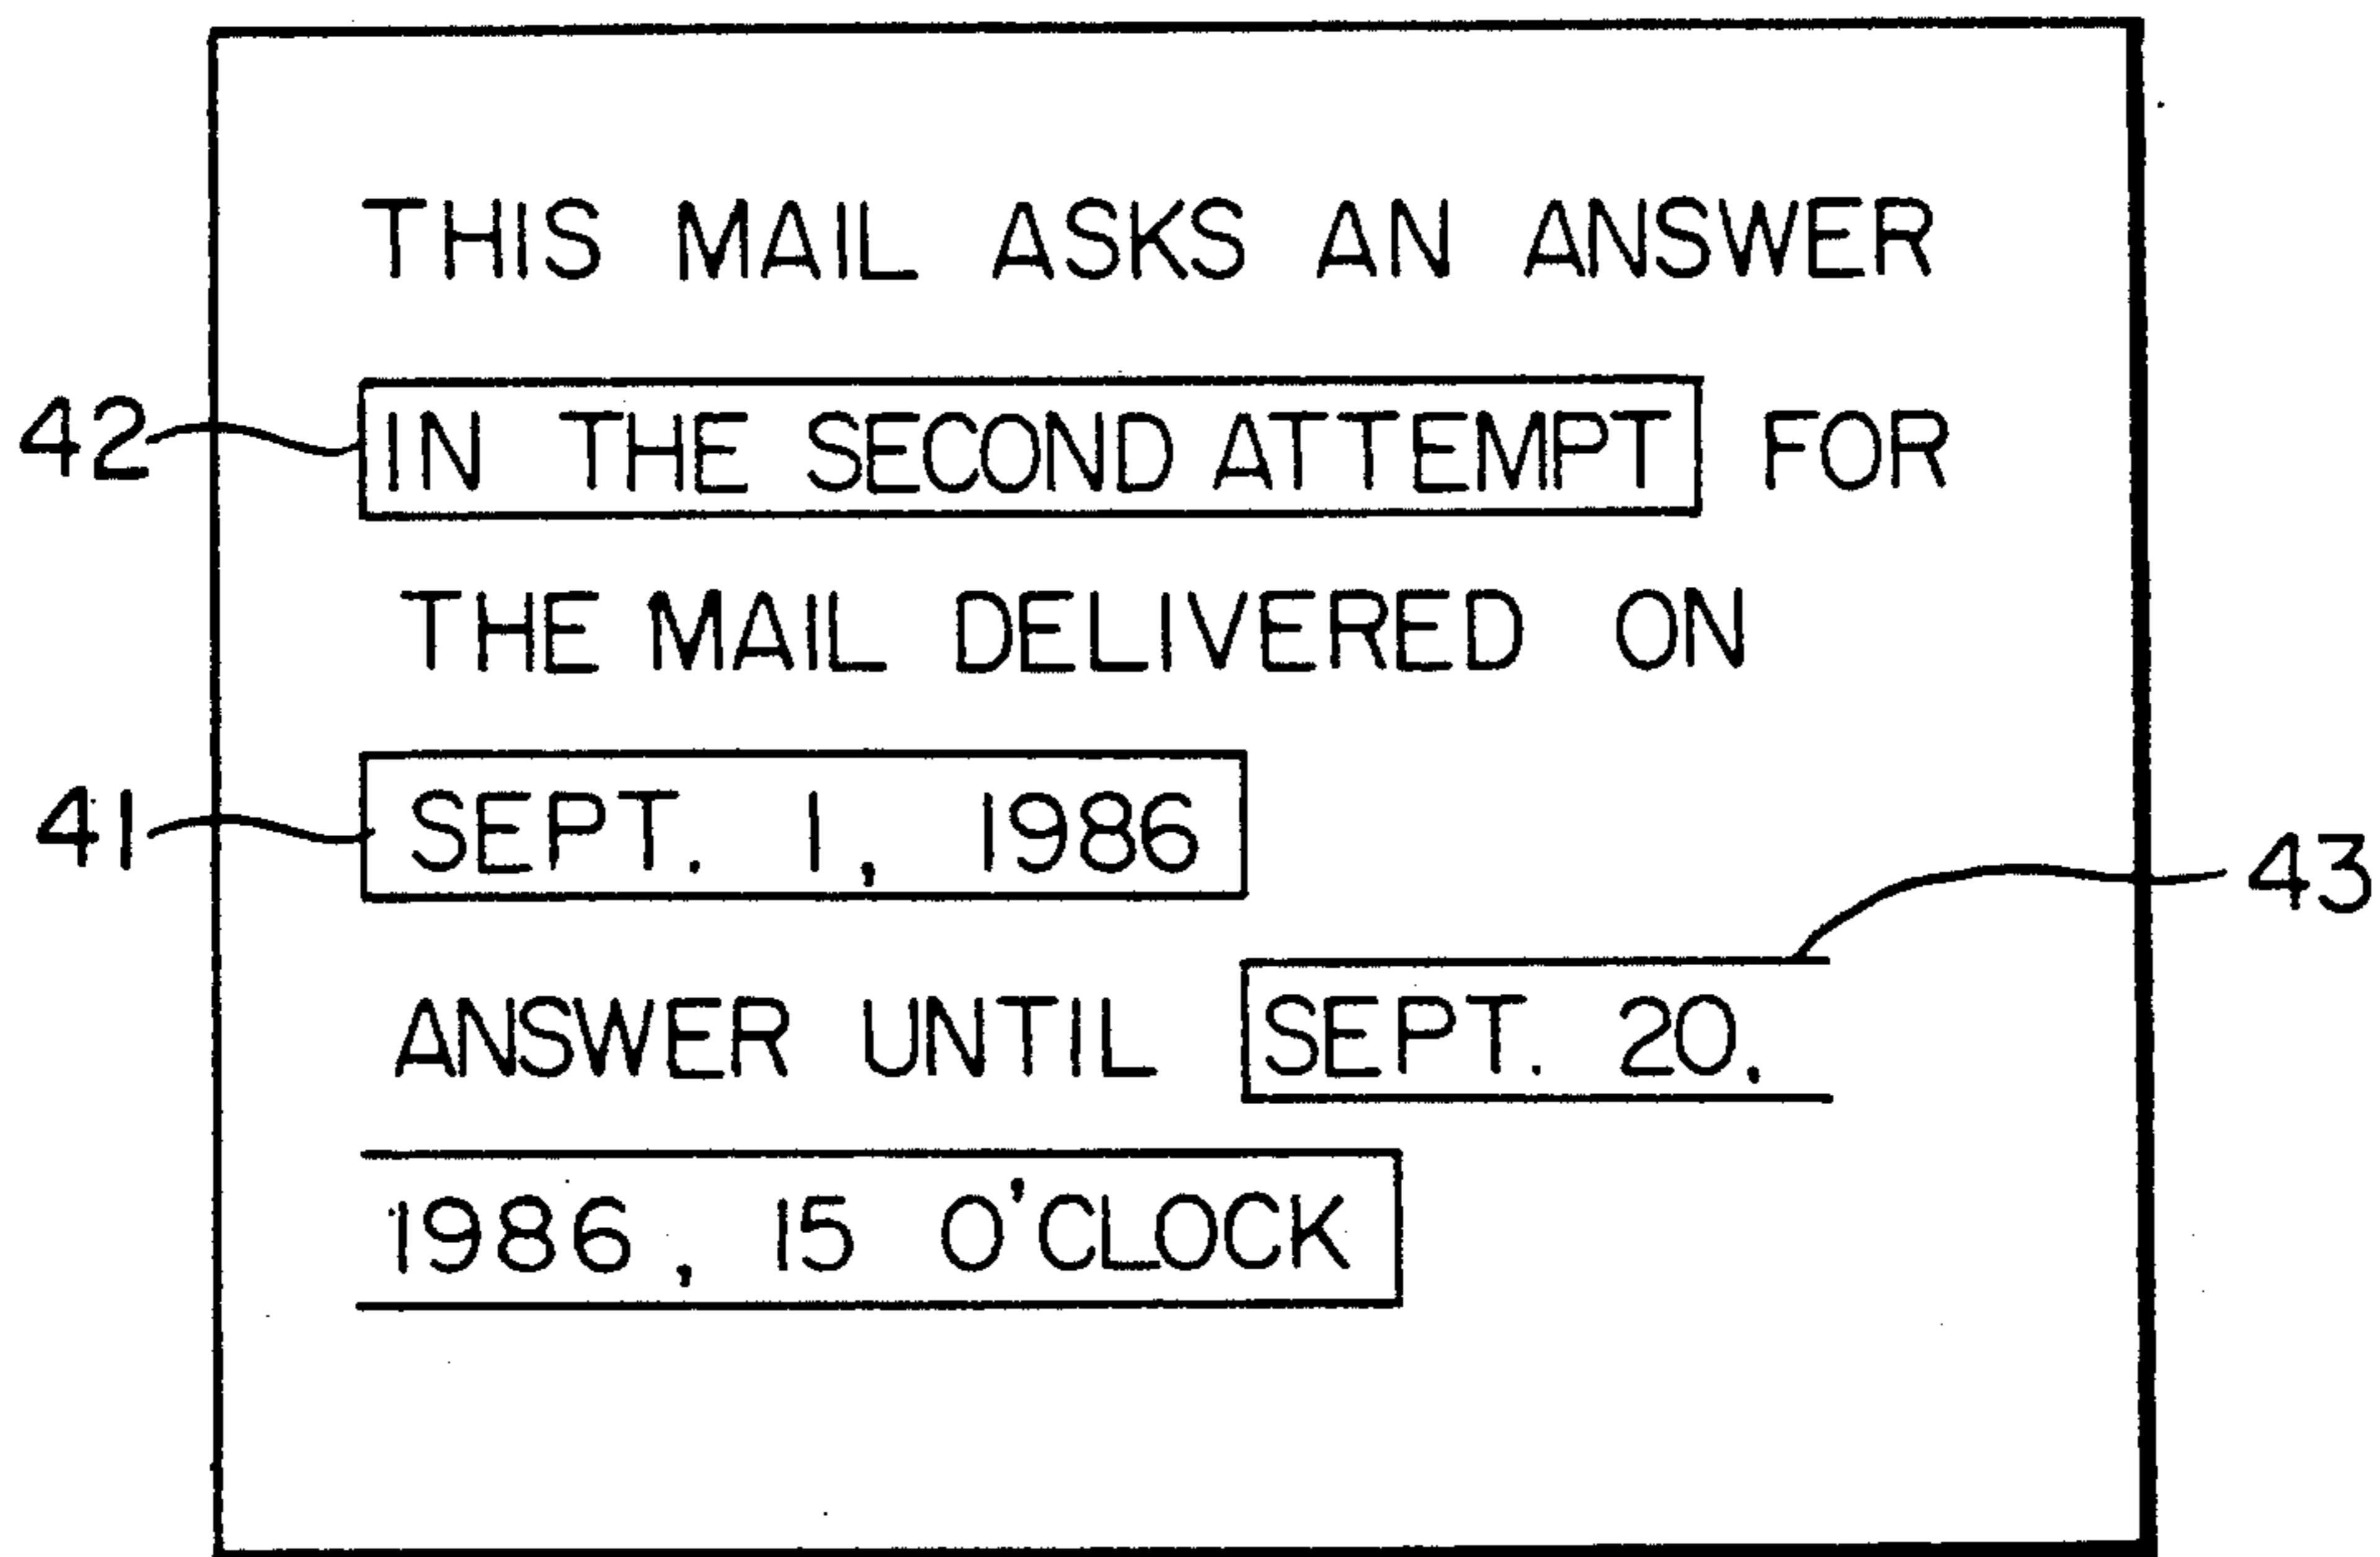 THIS MAIL ASKS AN ANSWER
42 IN THE SECOND ATTEMPT FOR
THE MAIL DELIVERED ON
41 SEPT. 1, 1986
43
ANSWER UNTIL SEPT. 20,
1986, 15 O'CLOCK